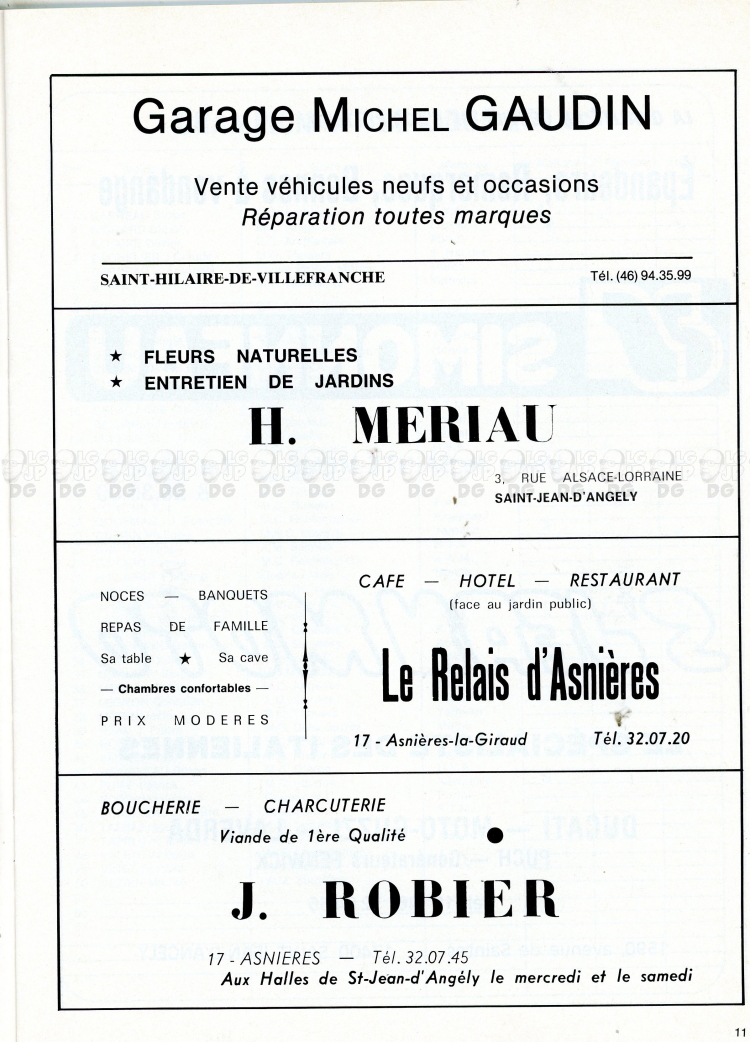 Garage MICHEL GAUDIN
Vente véhicules neufs et occasions
Réparation toutes marques
SAINT-HILAIRE-DE-VILLEFRANCHE Tél. (46) 94.35.99
★ FLEURS NATURELLES
★ ENTRETIEN DE JARDINS
H. MERIAU
3, RUE ALSACE-LORRAINE
SAINT-JEAN-D'ANGELY
NOCES — BANQUETS
REPAS DE FAMILLE
Sa table ★ Sa cave
— Chambres confortables —
PRIX MODERES
CAFE — HOTEL — RESTAURANT
(face au jardin public)
Le Relais d'Asnières
17 - Asnières-la-Giraud Tél. 32.07.20
BOUCHERIE — CHARCUTERIE
Viande de 1ère Qualité
J. ROBIER
17 - ASNIERES — Tél. 32.07.45
Aux Halles de St-Jean-d'Angély le mercredi et le samedi
11